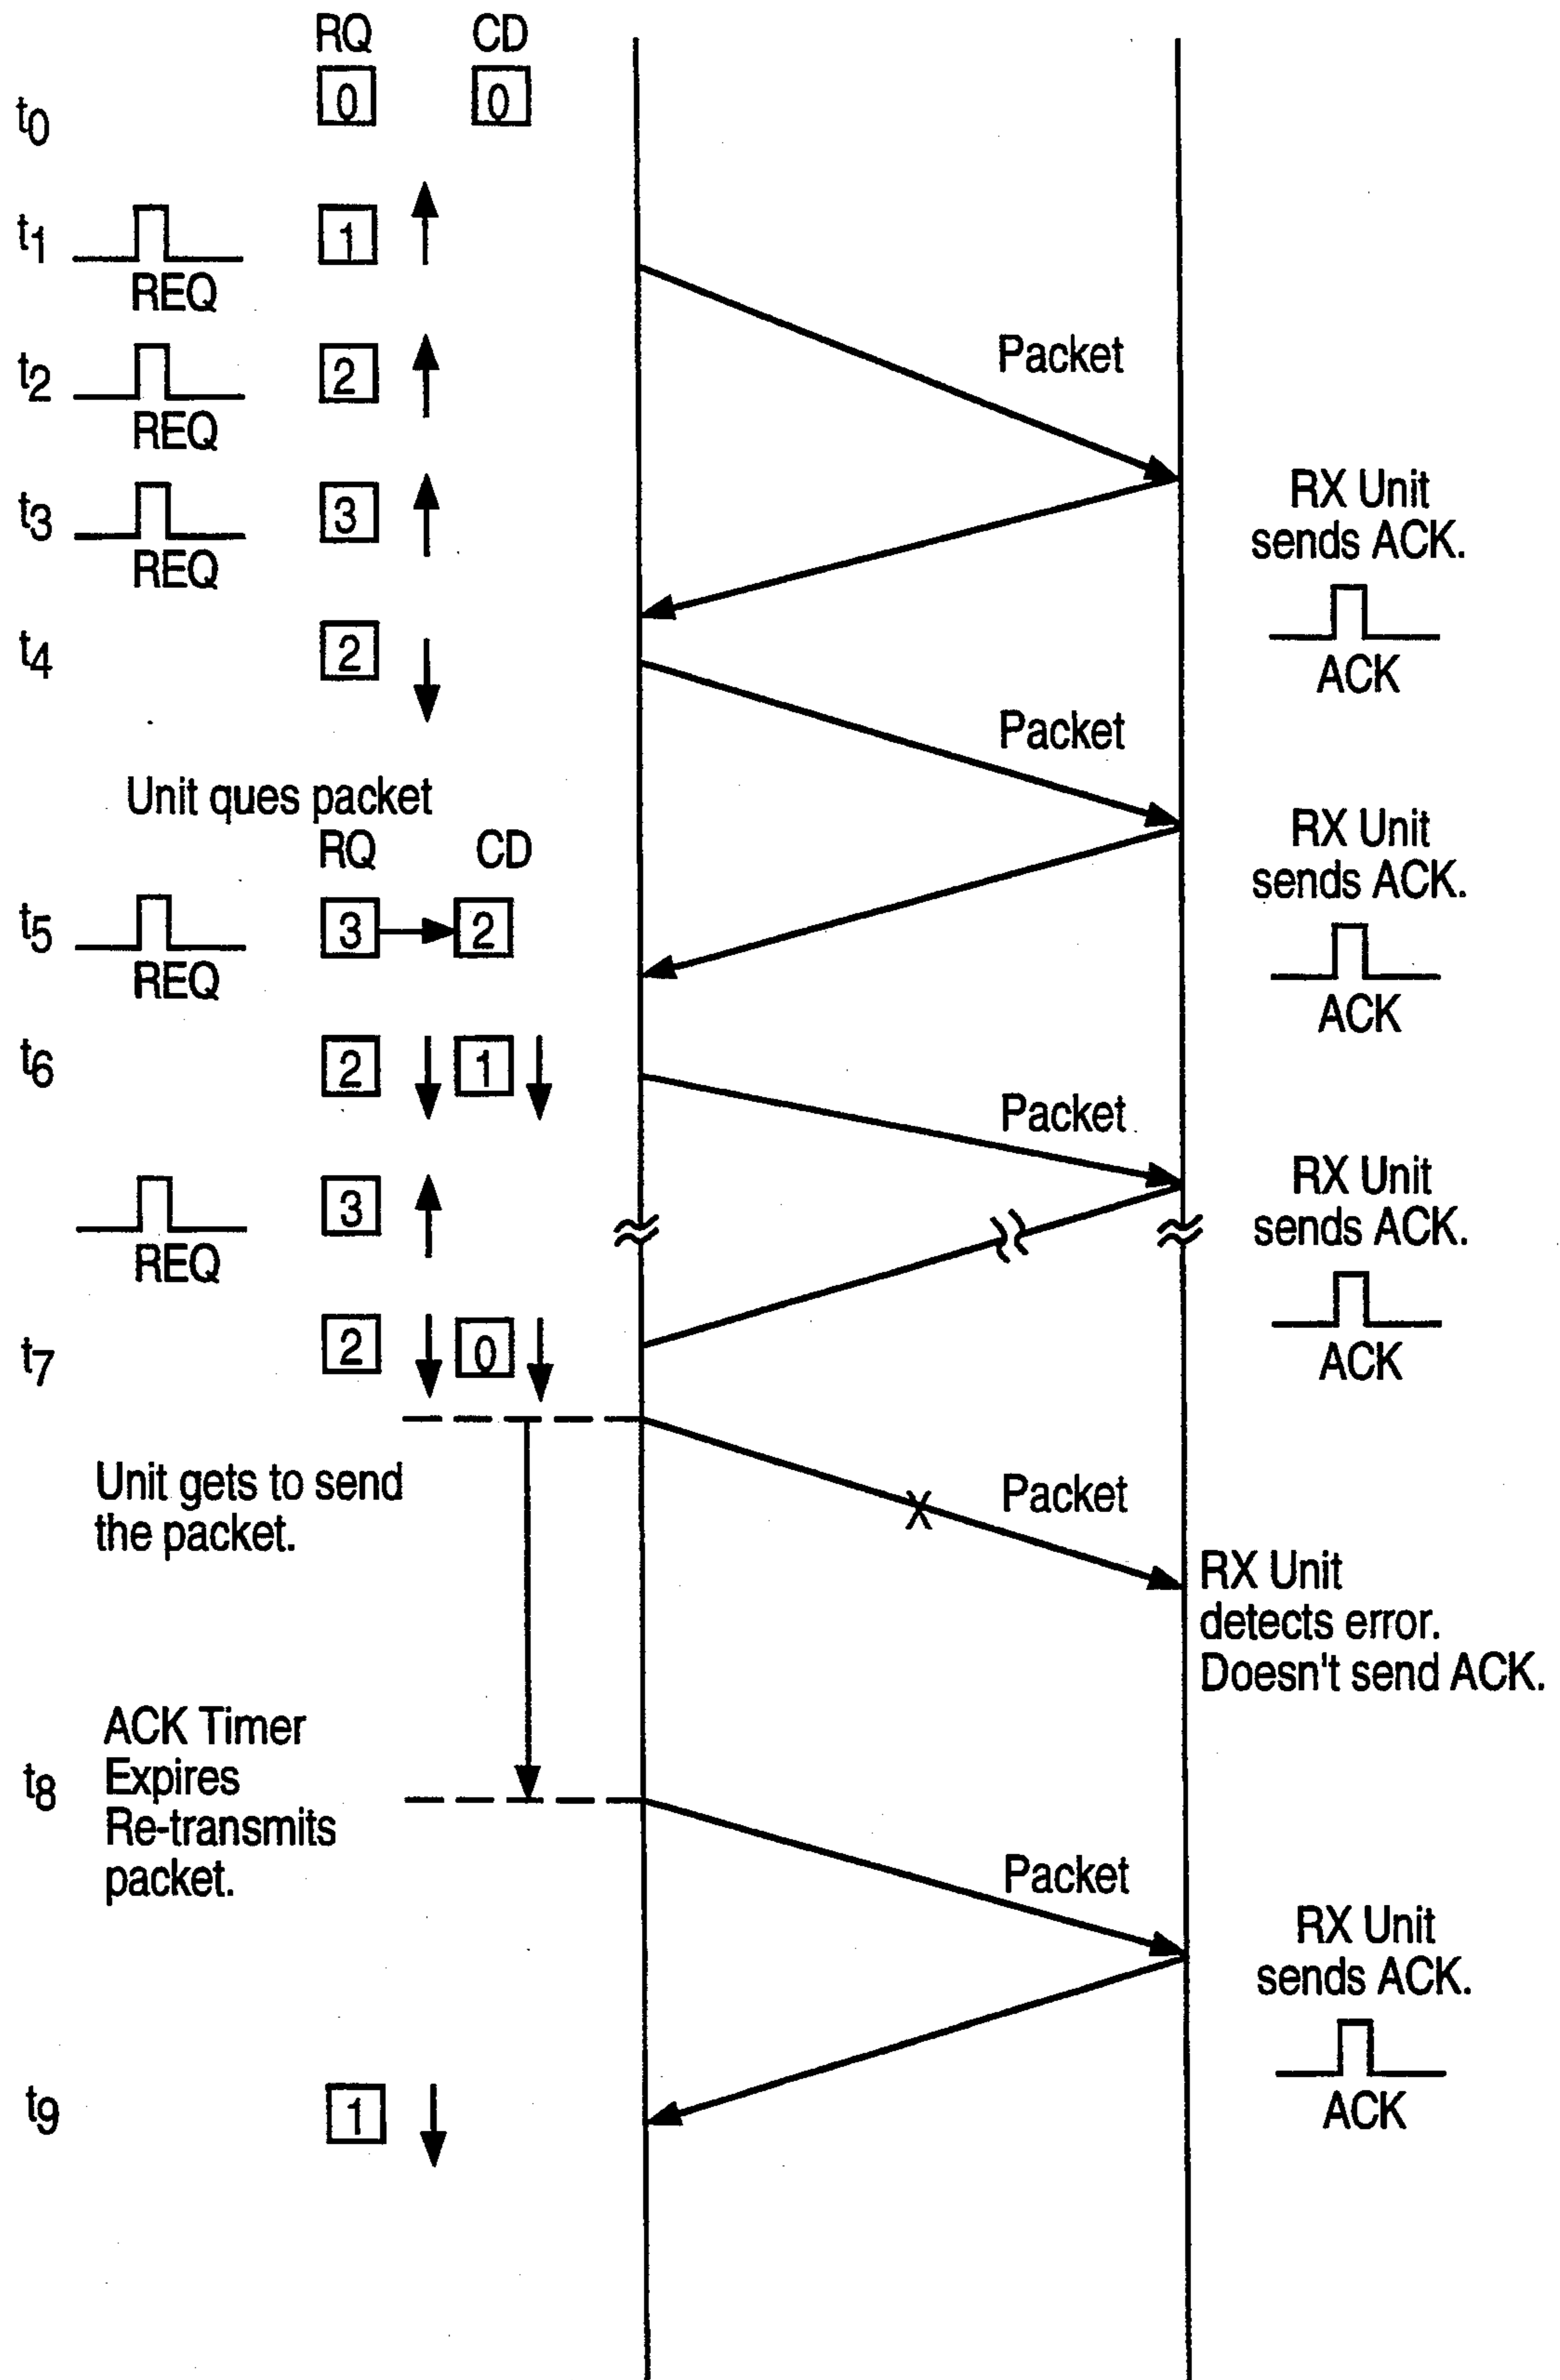 RQ CD
t0 0 0
t1 1
REQ
Packet
t2 2
REQ
t3 3
REQ
RX Unit
sends ACK.
ACK
t4 2
Packet
Unit ques packet
RQ CD
t5 3 2
REQ
RX Unit
sends ACK.
ACK
t6 2 1
Packet
3
REQ
RX Unit
sends ACK.
ACK
t7 2 0
Unit gets to send
the packet.
X Packet
RX Unit
detects error.
Doesn't send ACK.
t8 ACK Timer
Expires
Re-transmits
packet.
Packet
RX Unit
sends ACK.
ACK
t9 1